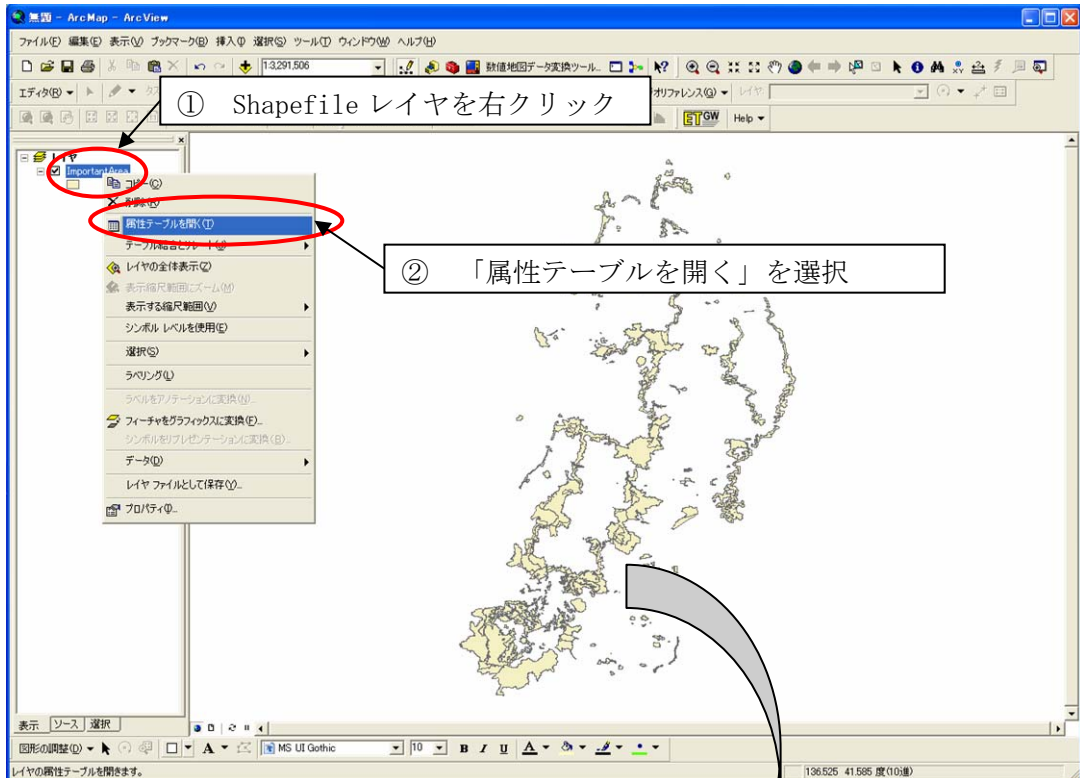 無題 - ArcMap - ArcView
ファイル(F) 編集(E) 表示(V) ブックマーク(B) 挿入(I) 選択(S) ツール(T) ウィンドウ(W) ヘルプ(H)
1:3,291,506
数値地図データ変換ツール...
エディタ(R)
① Shapefile レイヤを右クリック
オリファレンス(G)
レイヤ
ETGW
Help
レイヤ
ImportantArea
コピー(C)
削除(R)
属性テーブルを開く(T)
テーブル結合とリレート(J)
② 「属性テーブルを開く」を選択
レイヤの全体表示(Z)
表示縮尺範囲にズーム(M)
表示する縮尺範囲(V)
シンボル レベルを使用(E)
選択(S)
ラベリング(L)
ラベルをアノテーションに変換(N)...
フィーチャをグラフィックスに変換(F)...
シンボルをリプレゼンテーションに変換(B)...
データ(D)
レイヤ ファイルとして保存(Y)...
プロパティ(I)...
表示 ソース 選択
図形の調整(D)
A
MS UI Gothic
10
B I U A
レイヤの属性テーブルを開きます。
136.525 41.585 度(10進)